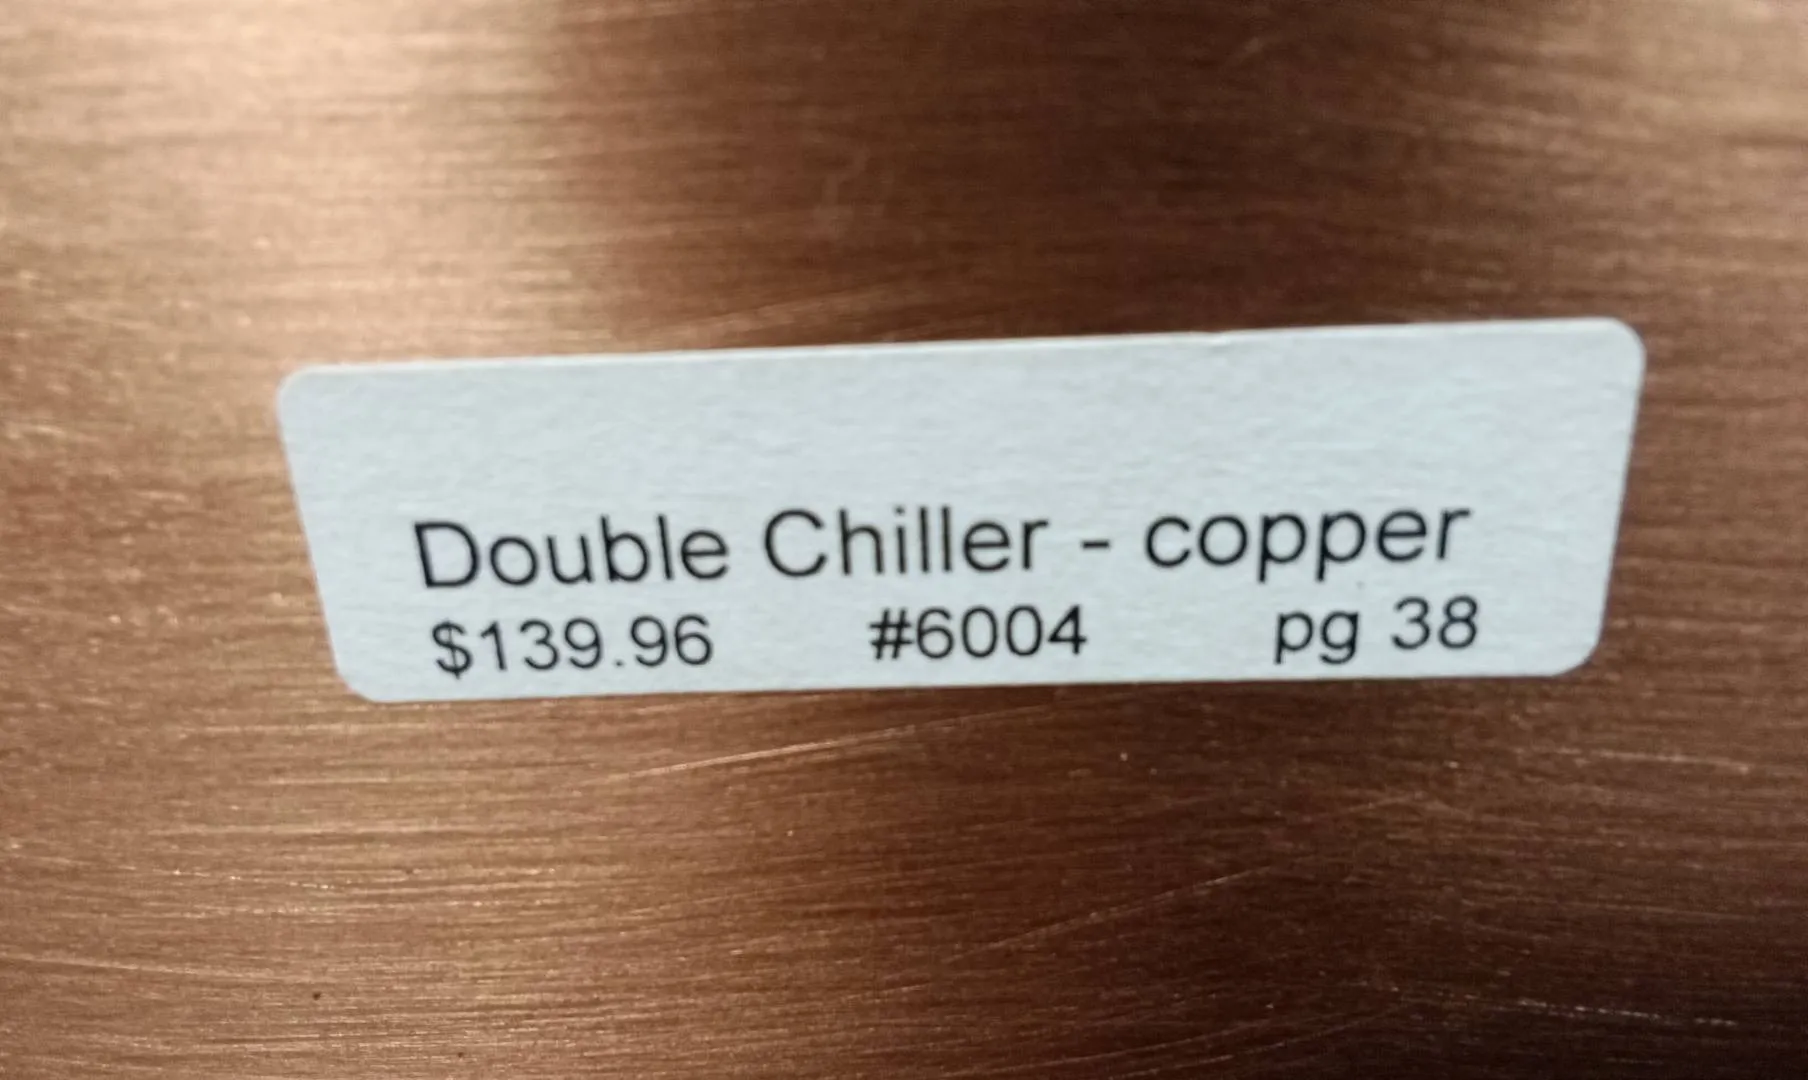 Double Chiller - copper
$139.96 #6004 pg 38